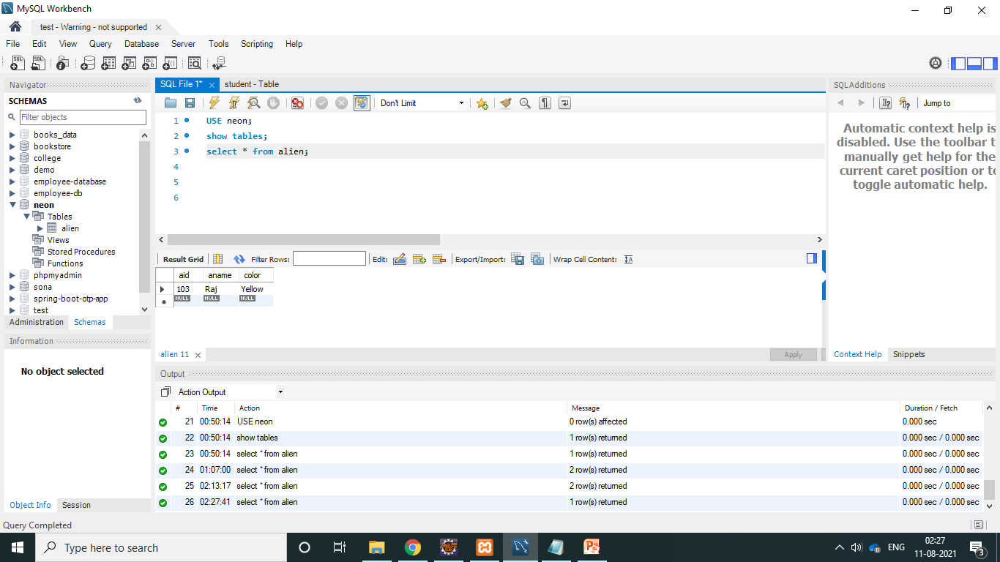 MySQL Workbench
test - Warning - not supported
File Edit View Query Database Server Tools Scripting Help
Navigator
SCHEMAS
Filter objects
books_data
bookstore
college
demo
employee-database
employee-db
neon
Tables
alien
Views
Stored Procedures
Functions
phpmyadmin
sona
spring-boot-otp-app
test
Administration Schemas
Information
No object selected
Object Info Session
SQL File 1* student - Table
Don't Limit
1 USE neon;
2 show tables;
3 select * from alien;
4
5
6
Result Grid Filter Rows: Edit: Export/Import: Wrap Cell Content:
aid aname color
103 Raj Yellow
NULL NULL NULL
alien 11 Apply
SQLAdditions
Jump to
Automatic context help is
disabled. Use the toolbar t
manually get help for the
current caret position or to
toggle automatic help.
Context Help Snippets
Output
Action Output
# Time Action Message Duration / Fetch
21 00:50:14 USE neon 0 row(s) affected 0.000 sec
22 00:50:14 show tables 1 row(s) returned 0.000 sec / 0.000 sec
23 00:50:14 select * from alien 1 row(s) returned 0.000 sec / 0.000 sec
24 01:07:00 select * from alien 2 row(s) returned 0.000 sec / 0.000 sec
25 02:13:17 select * from alien 2 row(s) returned 0.000 sec / 0.000 sec
26 02:27:41 select * from alien 1 row(s) returned 0.000 sec / 0.000 sec
Query Completed
Type here to search
ENG
02:27
11-08-2021
3